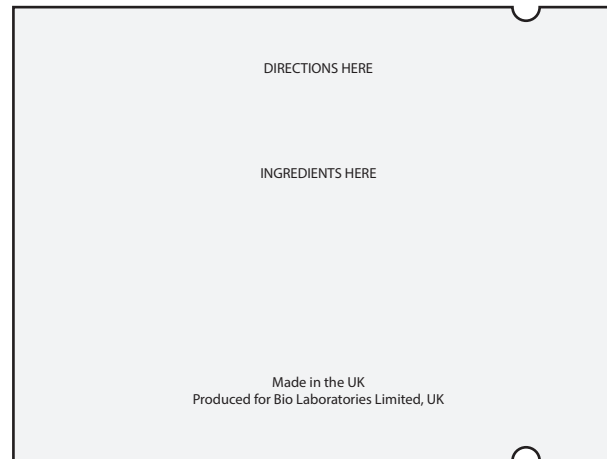 DIRECTIONS HERE
INGREDIENTS HERE
Made in the UK
Produced for Bio Laboratories Limited, UK